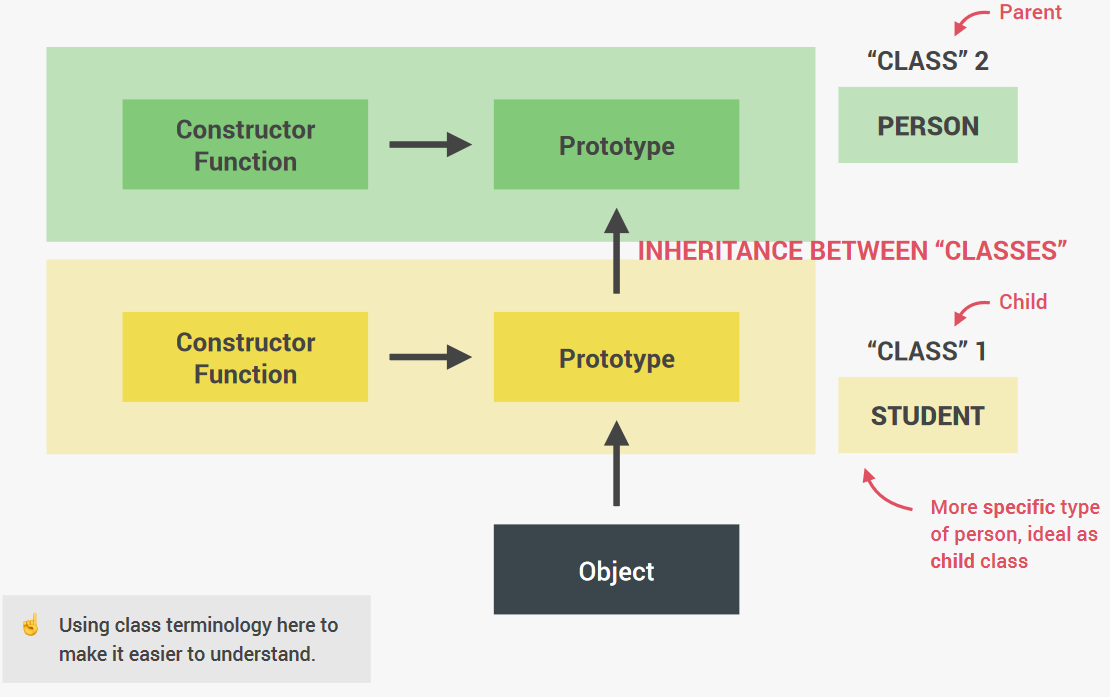 Parent
“CLASS” 2
PERSON
Constructor
Function
Prototype
INHERITANCE BETWEEN “CLASSES”
Child
“CLASS” 1
STUDENT
Constructor
Function
Prototype
More specific type
of person, ideal as
child class
Object
Using class terminology here to
make it easier to understand.